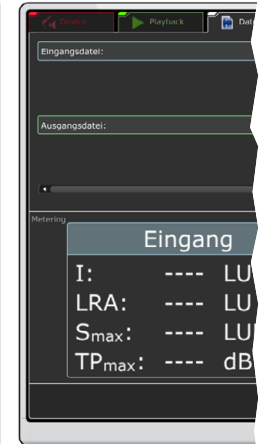 Device Playback Dat
Eingangsdatei:
Ausgangsdatei:
Metering
Eingang
I: ---- LU
LRA: ---- LU
Smax: ---- LU
TPmax: ---- dB